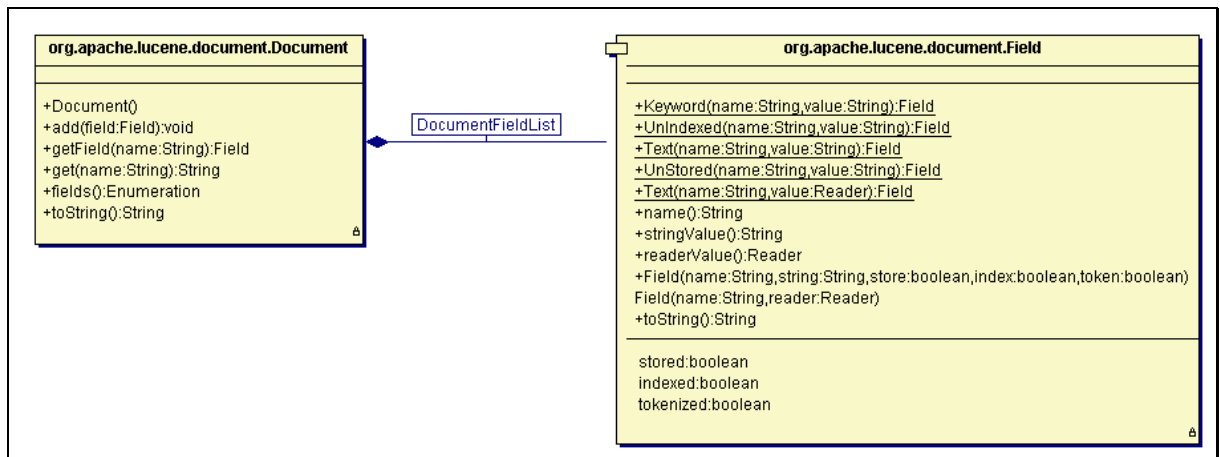 org.apache.lucene.document.Document
+Document()
+add(field:Field):void
+getField(name:String):Field
+get(name:String):String
+fields():Enumeration
+toString():String
DocumentFieldList
org.apache.lucene.document.Field
+Keyword(name:String,value:String):Field
+UnIndexed(name:String,value:String):Field
+Text(name:String,value:String):Field
+UnStored(name:String,value:String):Field
+Text(name:String,value:Reader):Field
+name():String
+stringValue():String
+readerValue():Reader
+Field(name:String,string:String,store:boolean,index:boolean,token:boolean)
Field(name:String,reader:Reader)
+toString():String
stored:boolean
indexed:boolean
tokenized:boolean